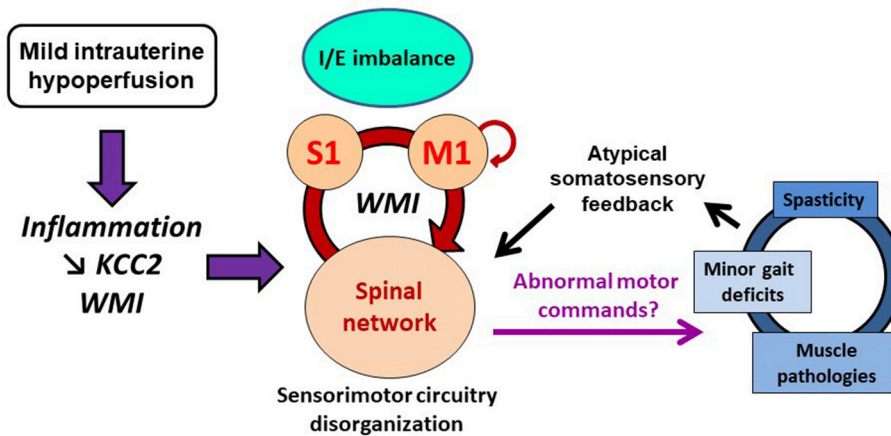 Mild intrauterine
hypoperfusion
Inflammation
↘ KCC2
WMI
I/E imbalance
S1
M1
WMI
Spinal
network
Sensorimotor circuitry
disorganization
Atypical
somatosensory
feedback
Abnormal motor
commands?
Spasticity
Minor gait
deficits
Muscle
pathologies